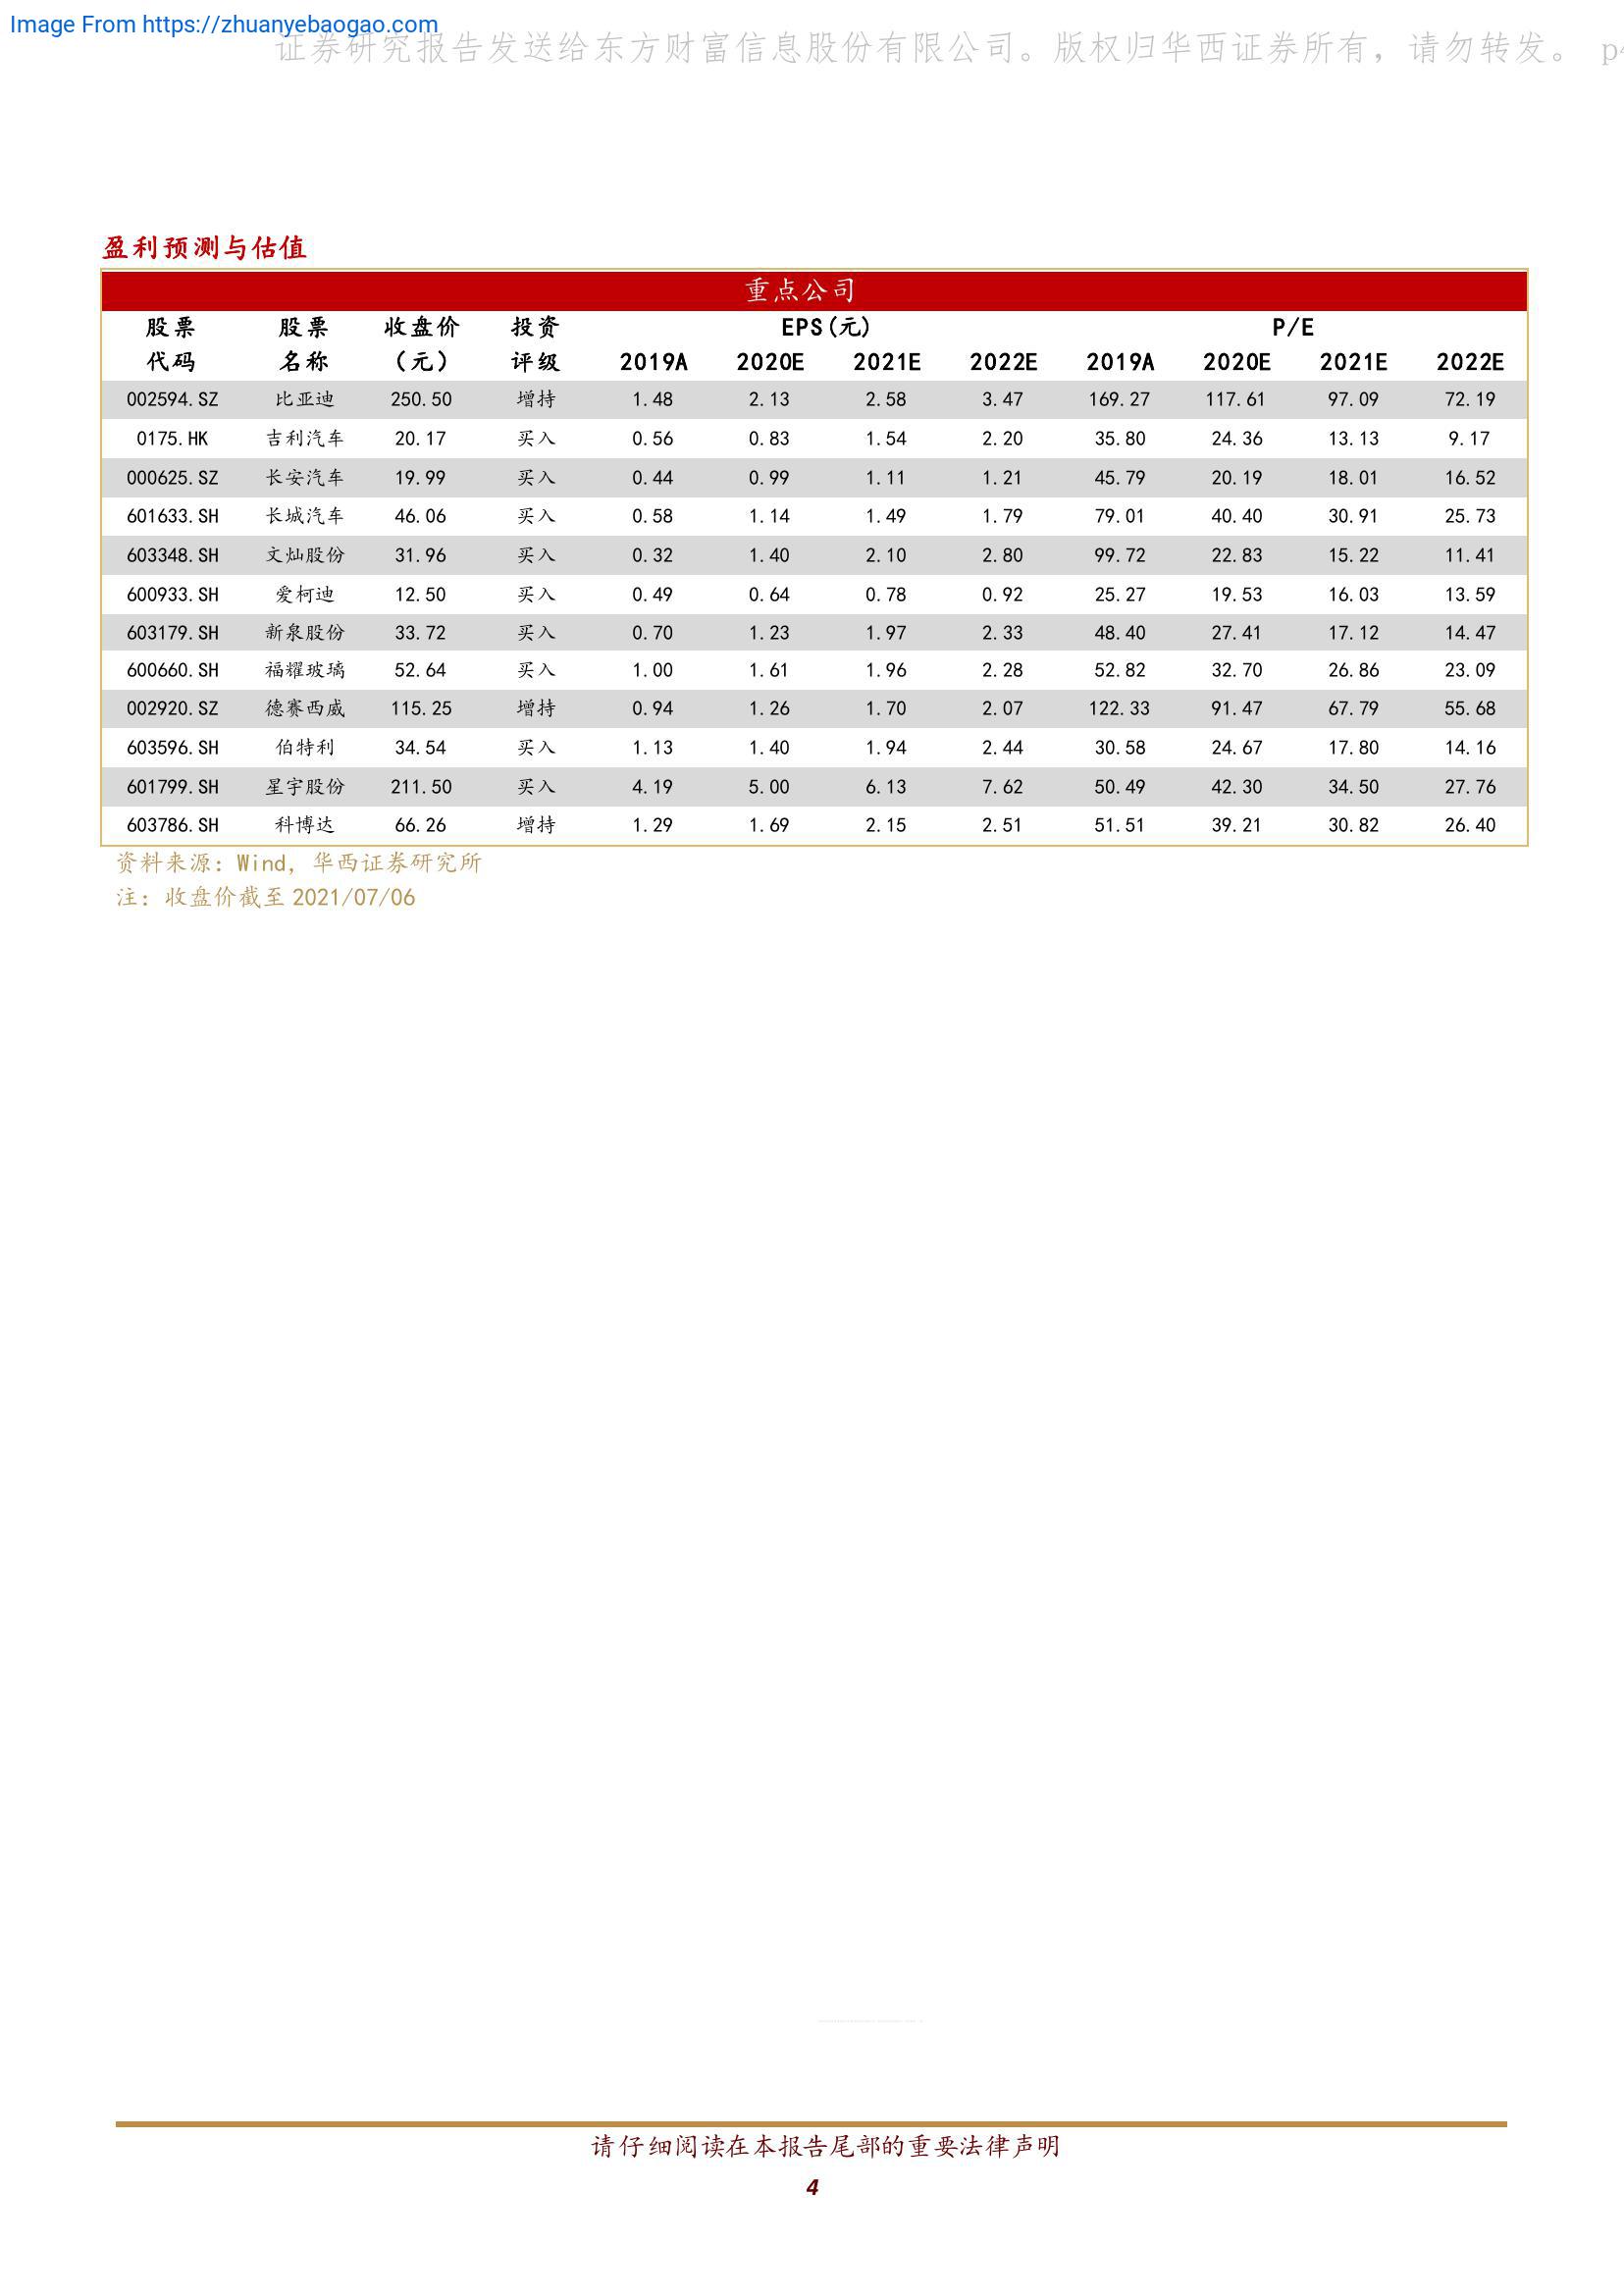 Image From https://zhuanyebaogao.com
证券研究报告发送给东方财富信息股份有限公司。版权归华西证券所有，请勿转发。 p4
盈利预测与估值
重点公司
股票 股票 收盘价 投资 EPS(元) P/E
代码 名称 （元） 评级 2019A 2020E 2021E 2022E 2019A 2020E 2021E 2022E
002594.SZ 比亚迪 250.50 增持 1.48 2.13 2.58 3.47 169.27 117.61 97.09 72.19
0175.HK 吉利汽车 20.17 买入 0.56 0.83 1.54 2.20 35.80 24.36 13.13 9.17
000625.SZ 长安汽车 19.99 买入 0.44 0.99 1.11 1.21 45.79 20.19 18.01 16.52
601633.SH 长城汽车 46.06 买入 0.58 1.14 1.49 1.79 79.01 40.40 30.91 25.73
603348.SH 文灿股份 31.96 买入 0.32 1.40 2.10 2.80 99.72 22.83 15.22 11.41
600933.SH 爱柯迪 12.50 买入 0.49 0.64 0.78 0.92 25.27 19.53 16.03 13.59
603179.SH 新泉股份 33.72 买入 0.70 1.23 1.97 2.33 48.40 27.41 17.12 14.47
600660.SH 福耀玻璃 52.64 买入 1.00 1.61 1.96 2.28 52.82 32.70 26.86 23.09
002920.SZ 德赛西威 115.25 增持 0.94 1.26 1.70 2.07 122.33 91.47 67.79 55.68
603596.SH 伯特利 34.54 买入 1.13 1.40 1.94 2.44 30.58 24.67 17.80 14.16
601799.SH 星宇股份 211.50 买入 4.19 5.00 6.13 7.62 50.49 42.30 34.50 27.76
603786.SH 科博达 66.26 增持 1.29 1.69 2.15 2.51 51.51 39.21 30.82 26.40
资料来源：Wind，华西证券研究所
注：收盘价截至 2021/07/06
请仔细阅读在本报告尾部的重要法律声明
4